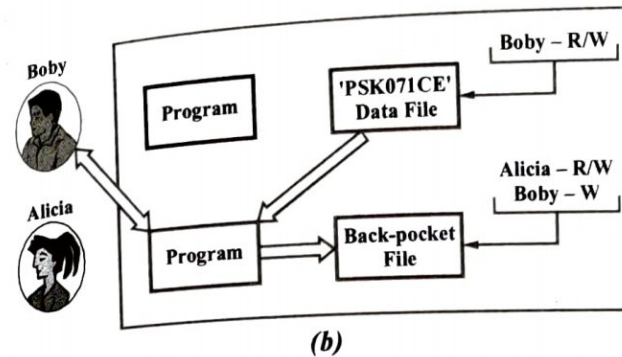 Boby
Program
'PSK071CE'
Data File
Boby – R/W
Alicia
Program
Back-pocket
File
Alicia – R/W
Boby – W
(b)